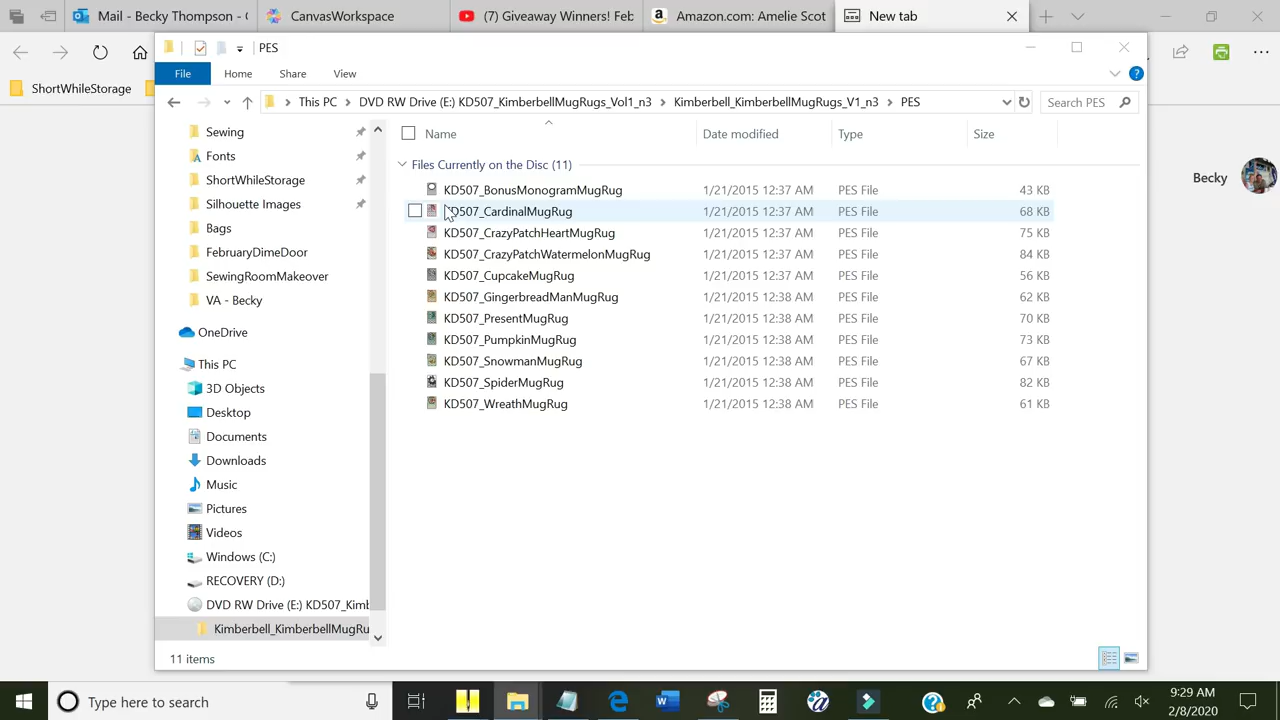 Mail - Becky Thompson - (
CanvasWorkspace
(7) Giveaway Winners! Feb
Amazon.com: Amelie Scot
New tab
PES
File
Home
Share
View
ShortWhileStorage
This PC
DVD RW Drive (E:) KD507_KimberbellMugRugs_Vol1_n3
Kimberbell_KimberbellMugRugs_V1_n3
PES
Search PES
Sewing
Fonts
ShortWhileStorage
Silhouette Images
Bags
FebruaryDimeDoor
SewingRoomMakeover
VA - Becky
OneDrive
This PC
3D Objects
Desktop
Documents
Downloads
Music
Pictures
Videos
Windows (C:)
RECOVERY (D:)
DVD RW Drive (E:) KD507_Kimb
Kimberbell_KimberbellMugRu
Name Date modified Type Size
Files Currently on the Disc (11)
KD507_BonusMonogramMugRug 1/21/2015 12:37 AM PES File 43 KB
KD507_CardinalMugRug 1/21/2015 12:37 AM PES File 68 KB
KD507_CrazyPatchHeartMugRug 1/21/2015 12:37 AM PES File 75 KB
KD507_CrazyPatchWatermelonMugRug 1/21/2015 12:37 AM PES File 84 KB
KD507_CupcakeMugRug 1/21/2015 12:37 AM PES File 56 KB
KD507_GingerbreadManMugRug 1/21/2015 12:38 AM PES File 62 KB
KD507_PresentMugRug 1/21/2015 12:38 AM PES File 70 KB
KD507_PumpkinMugRug 1/21/2015 12:38 AM PES File 73 KB
KD507_SnowmanMugRug 1/21/2015 12:38 AM PES File 67 KB
KD507_SpiderMugRug 1/21/2015 12:38 AM PES File 82 KB
KD507_WreathMugRug 1/21/2015 12:38 AM PES File 61 KB
Becky
11 items
Type here to search
9:29 AM
2/8/2020